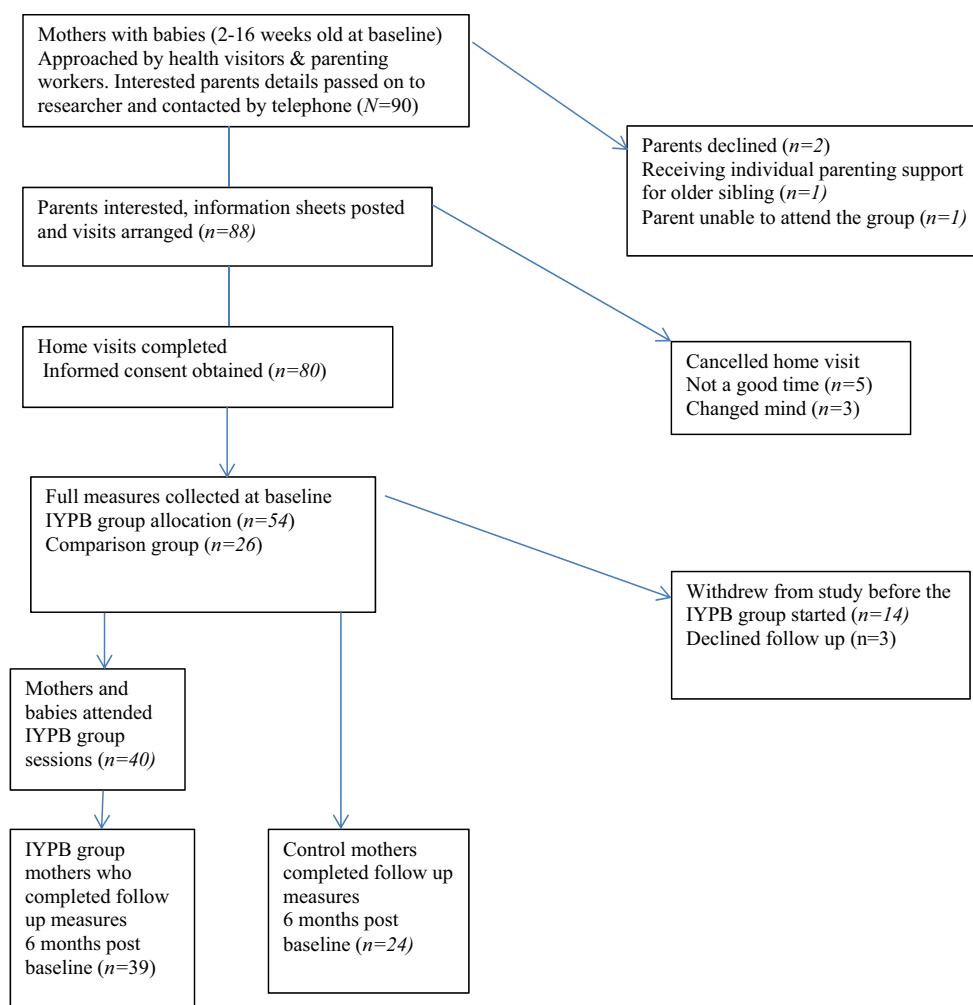 Mothers with babies (2-16 weeks old at baseline)
Approached by health visitors & parenting
workers. Interested parents details passed on to
researcher and contacted by telephone (N=90)
Parents declined (n=2)
Receiving individual parenting support
for older sibling (n=1)
Parent unable to attend the group (n=1)
Parents interested, information sheets posted
and visits arranged (n=88)
Home visits completed
Informed consent obtained (n=80)
Cancelled home visit
Not a good time (n=5)
Changed mind (n=3)
Full measures collected at baseline
IYPB group allocation (n=54)
Comparison group (n=26)
Withdrew from study before the
IYPB group started (n=14)
Declined follow up (n=3)
Mothers and
babies attended
IYPB group
sessions (n=40)
IYPB group
mothers who
completed follow
up measures
6 months post
baseline (n=39)
Control mothers
completed follow up
measures
6 months post
baseline (n=24)